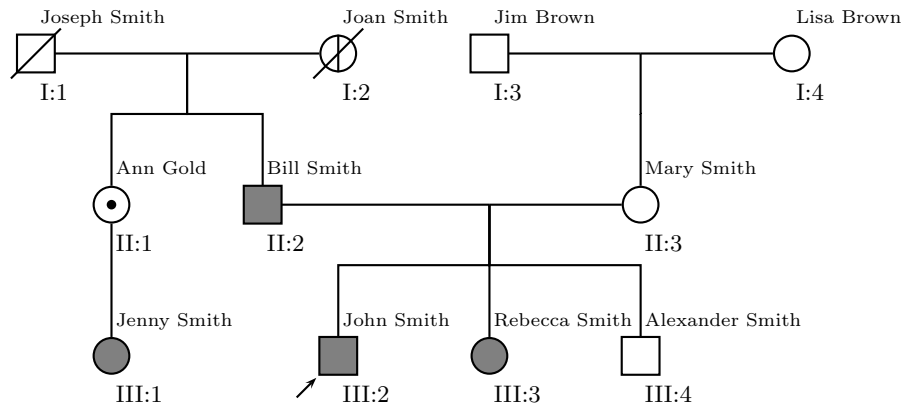 Joseph Smith
Joan Smith
Jim Brown
Lisa Brown
I:1
I:2
I:3
I:4
Ann Gold
Bill Smith
Mary Smith
II:1
II:2
II:3
Jenny Smith
John Smith
Rebecca Smith
Alexander Smith
III:1
III:2
III:3
III:4